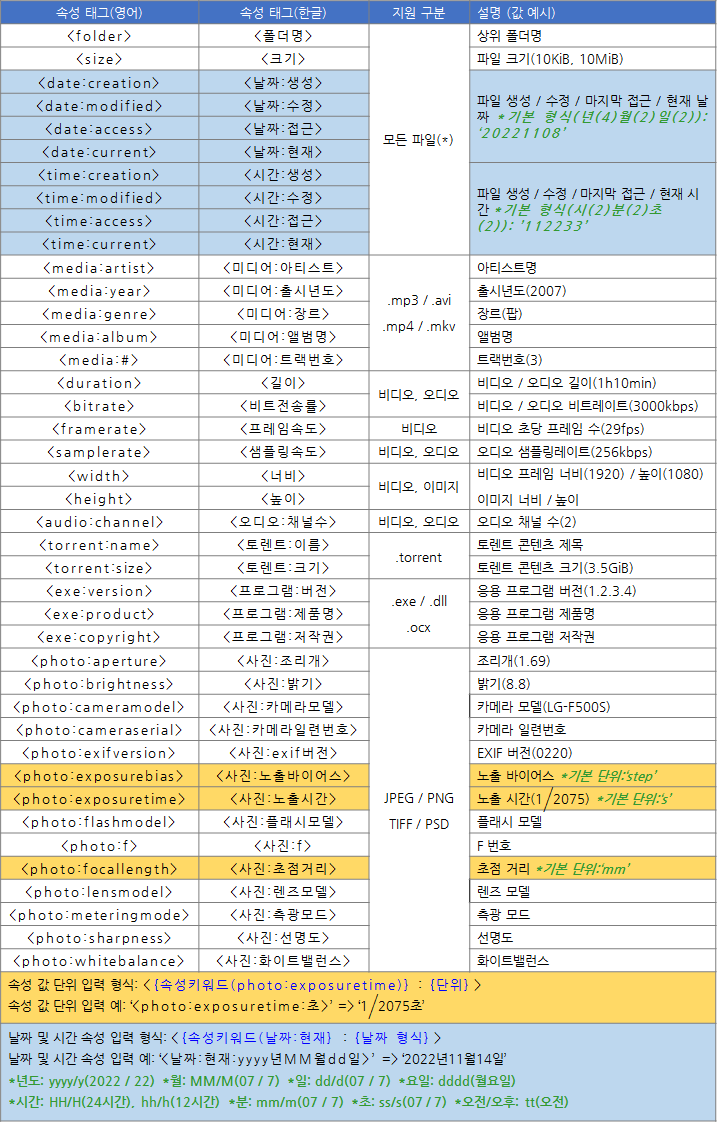 속성 태그(영어) 속성 태그(한글) 지원 구분 설명 (값 예시)
<folder> <폴더명> 상위 폴더명
<size> <크기> 파일 크기(10KiB, 10MiB)
<date:creation> <날짜:생성>
<date:modified> <날짜:수정>
<date:access> <날짜:접근>
<date:current> <날짜:현재>
파일 생성 / 수정 / 마지막 접근 / 현재 날
짜 *기본 형식(년(4)월(2)일(2)):
‘20221108’
모든 파일(*)
<time:creation> <시간:생성>
<time:modified> <시간:수정>
<time:access> <시간:접근>
<time:current> <시간:현재>
파일 생성 / 수정 / 마지막 접근 / 현재 시
간 *기본 형식(시(2)분(2)초
(2)): ’112233’
<media:artist> <미디어:아티스트> 아티스트명
<media:year> <미디어:출시년도> 출시년도(2007)
<media:genre> <미디어:장르> 장르(팝)
<media:album> <미디어:앨범명> 앨범명
<media:#> <미디어:트랙번호> 트랙번호(3)
.mp3 / .avi
.mp4 / .mkv
<duration> <길이> 비디오 / 오디오 길이(1h10min)
<bitrate> <비트전송률> 비디오 / 오디오 비트레이트(3000kbps)
비디오, 오디오
<framerate> <프레임속도> 비디오 비디오 초당 프레임 수(29fps)
<samplerate> <샘플링속도> 비디오, 오디오 오디오 샘플링레이트(256kbps)
<width> <너비> 비디오 프레임 너비(1920) / 높이(1080)
<height> <높이> 이미지 너비 / 높이
비디오, 이미지
<audio:channel> <오디오:채널수> 비디오, 오디오 오디오 채널 수(2)
<torrent:name> <토렌트:이름> 토렌트 콘텐츠 제목
<torrent:size> <토렌트:크기> 토렌트 콘텐츠 크기(3.5GiB)
.torrent
<exe:version> <프로그램:버전> 응용 프로그램 버전(1.2.3.4)
<exe:product> <프로그램:제품명> 응용 프로그램 제품명
<exe:copyright> <프로그램:저작권> 응용 프로그램 저작권
.exe / .dll
.ocx
<photo:aperture> <사진:조리개> 조리개(1.69)
<photo:brightness> <사진:밝기> 밝기(8.8)
<photo:cameramodel> <사진:카메라모델> 카메라 모델(LG-F500S)
<photo:cameraserial> <사진:카메라일련번호> 카메라 일련번호
<photo:exifversion> <사진:exif버전> EXIF 버전(0220)
<photo:exposurebias> <사진:노출바이어스> 노출 바이어스 *기본 단위:‘step’
<photo:exposuretime> <사진:노출시간> 노출 시간(1/2075) *기본 단위:‘s’
<photo:flashmodel> <사진:플래시모델> 플래시 모델
<photo:f> <사진:f> F 번호
<photo:focallength> <사진:초점거리> 초점 거리 *기본 단위:‘mm’
<photo:lensmodel> <사진:렌즈모델> 렌즈 모델
<photo:meteringmode> <사진:측광모드> 측광 모드
<photo:sharpness> <사진:선명도> 선명도
<photo:whitebalance> <사진:화이트밸런스> 화이트밸런스
JPEG / PNG
TIFF / PSD
속성 값 단위 입력 형식: <{속성키워드(photo:exposuretime)} : {단위}>
속성 값 단위 입력 예: ‘<photo:exposuretime:초>’ => ‘1/2075초’
날짜 및 시간 속성 입력 형식: <{속성키워드(날짜:현재} : {날짜 형식}>
날짜 및 시간 속성 입력 예: ‘<날짜:현재:yyyy년MM월dd일>’ => ‘2022년11월14일’
*년도: yyyy/y(2022 / 22) *월: MM/M(07 / 7) *일: dd/d(07 / 7) *요일: dddd(월요일)
*시간: HH/H(24시간), hh/h(12시간) *분: mm/m(07 / 7) *초: ss/s(07 / 7) *오전/오후: tt(오전)